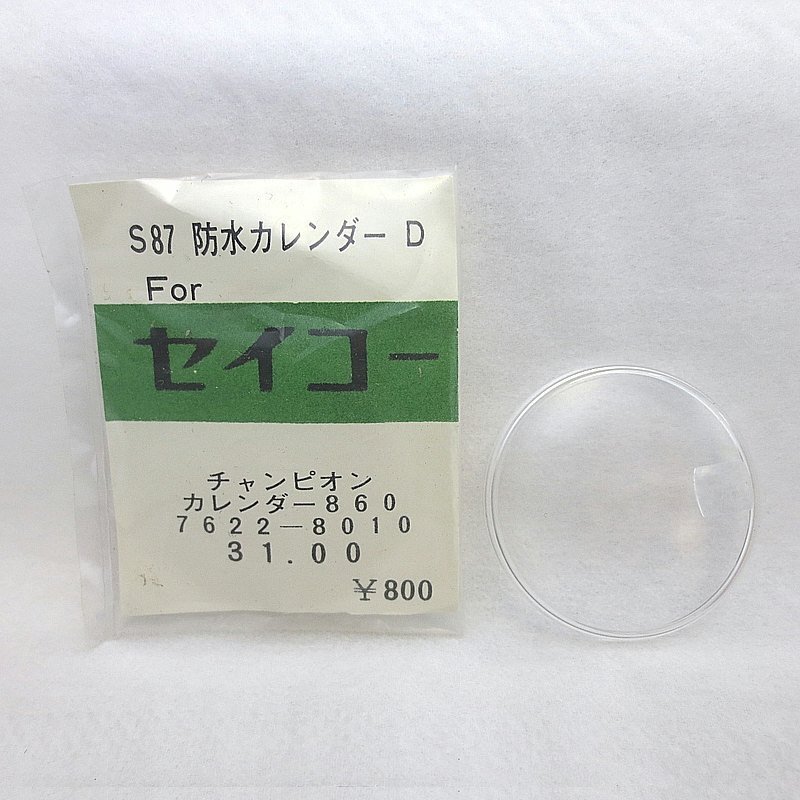 S87 防水カレンダー D
For
セイコー
チャンピオン
カレンダー860
7622-8010
31.00
¥800